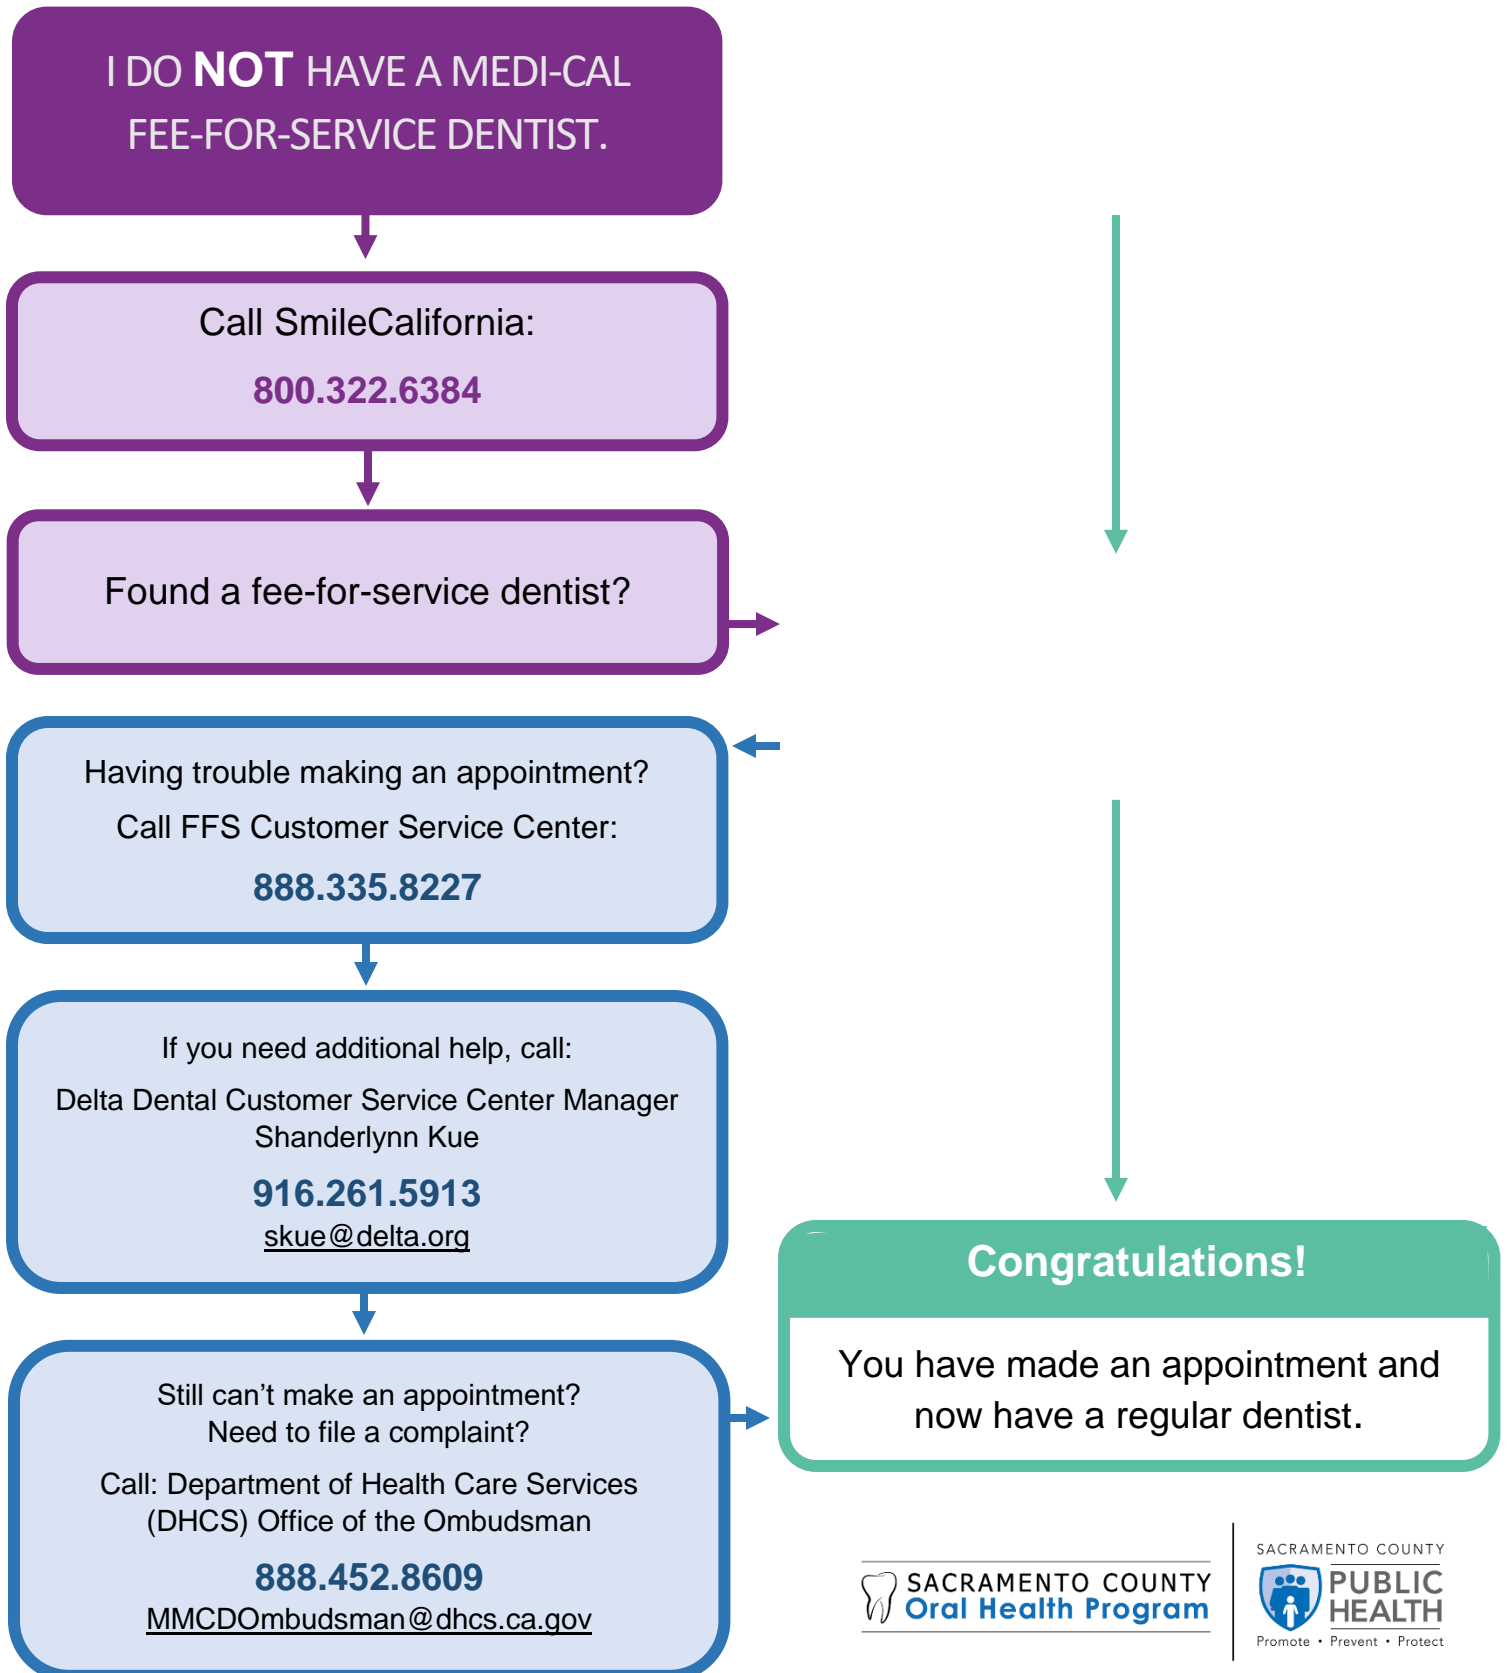 I DO NOT HAVE A MEDI-CAL
FEE-FOR-SERVICE DENTIST.
Call SmileCalifornia:
800.322.6384
Found a fee-for-service dentist?
Having trouble making an appointment?
Call FFS Customer Service Center:
888.335.8227
If you need additional help, call:
Delta Dental Customer Service Center Manager
Shanderlynn Kue
916.261.5913
skue@delta.org
Still can’t make an appointment?
Need to file a complaint?
Call: Department of Health Care Services
(DHCS) Office of the Ombudsman
888.452.8609
MMCDOmbudsman@dhcs.ca.gov
Congratulations!
You have made an appointment and
now have a regular dentist.
SACRAMENTO COUNTY
Oral Health Program
SACRAMENTO COUNTY
PUBLIC
HEALTH
Promote • Prevent • Protect